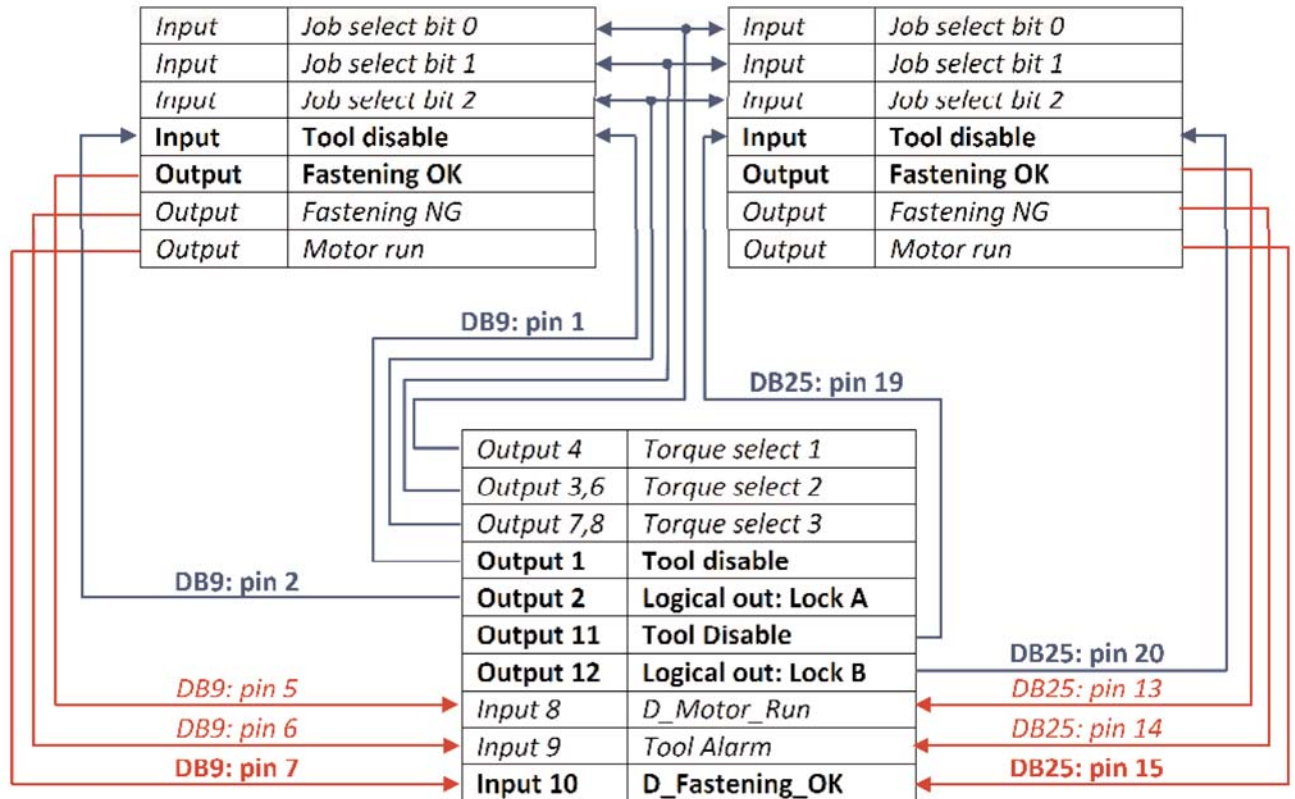 Input Job select bit 0 Input Job select bit 0
Input Job select bit 1 Input Job select bit 1
Input Job select bit 2 Input Job select bit 2
Input Tool disable Input Tool disable
Output Fastening OK Output Fastening OK
Output Fastening NG Output Fastening NG
Output Motor run Output Motor run
DB9: pin 1
DB25: pin 19
Output 4 Torque select 1
Output 3,6 Torque select 2
Output 7,8 Torque select 3
Output 1 Tool disable
DB9: pin 2
Output 2 Logical out: Lock A
Output 11 Tool Disable
DB25: pin 20
Output 12 Logical out: Lock B
DB9: pin 5 DB25: pin 13
Input 8 D_Motor_Run
DB9: pin 6 DB25: pin 14
Input 9 Tool Alarm
DB9: pin 7 DB25: pin 15
Input 10 D_Fastening_OK